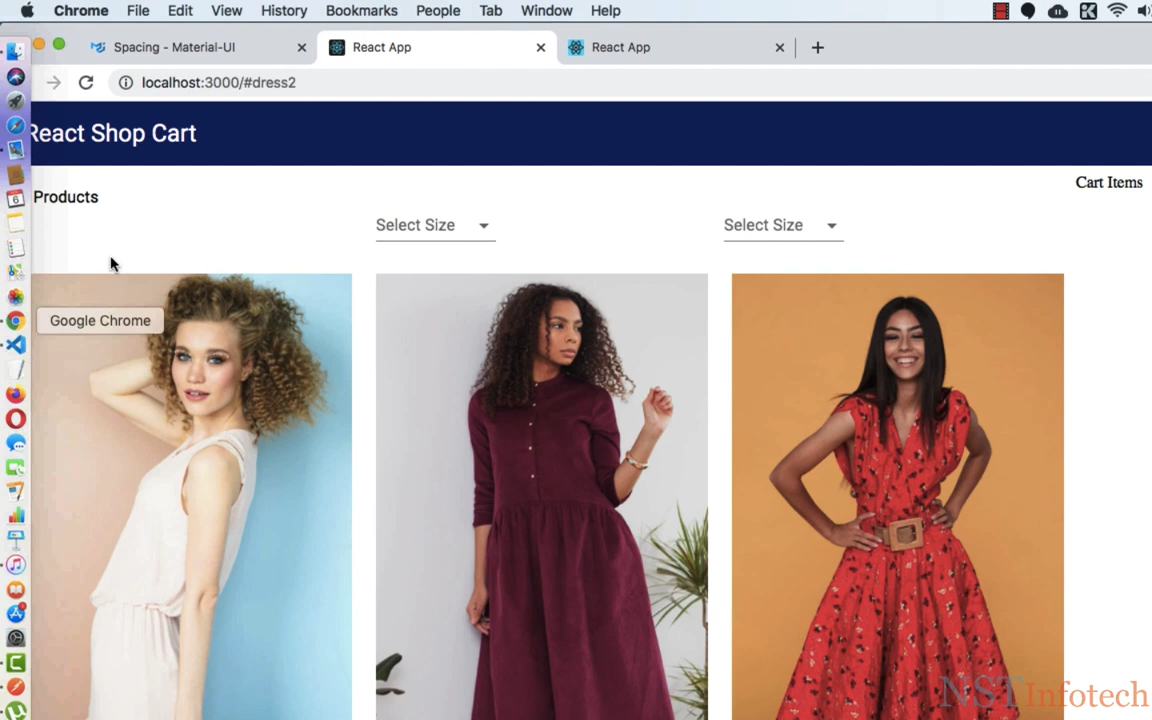 Chrome File Edit View History Bookmarks People Tab Window Help
Spacing - Material-UI
React App
React App
localhost:3000/#dress2
React Shop Cart
Products
Cart Items
Select Size
Select Size
6
Google Chrome
NST Infotech